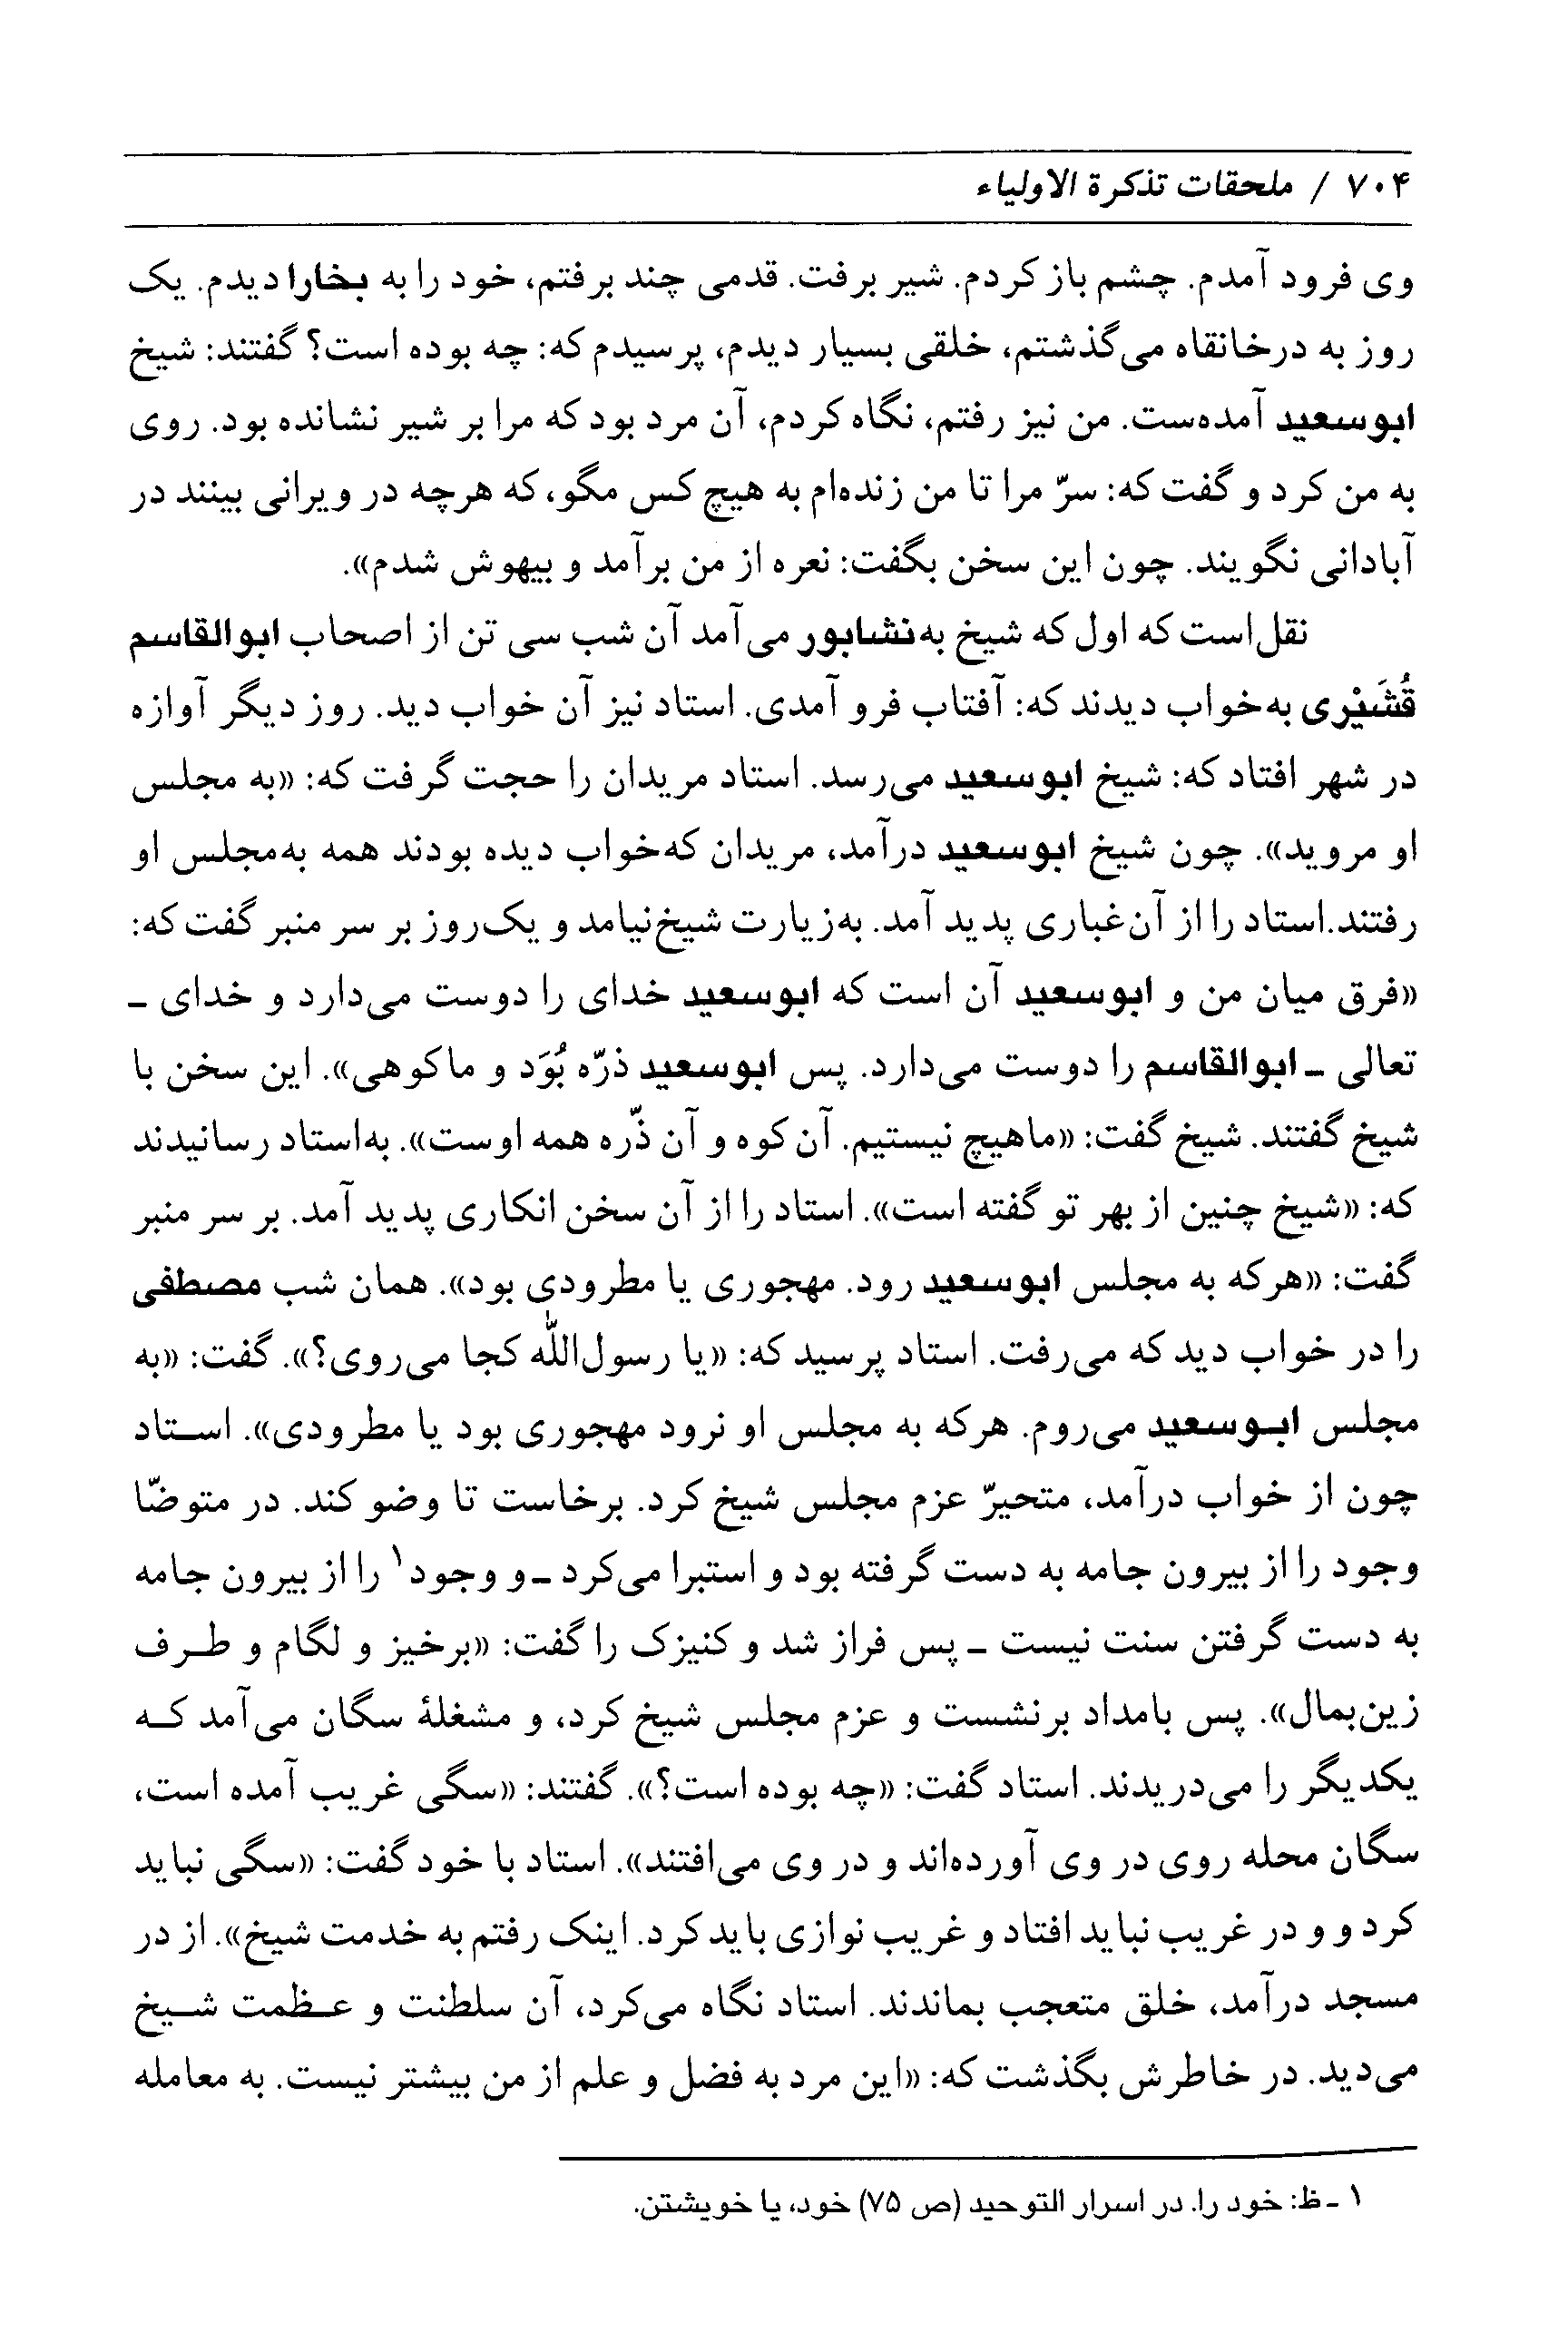 ۷۰۴ / ملحقات تذکرة الاولیاء
وی فرود آمدم. چشم باز کردم. شیر برفت. قدمی چند برفتم، خود را به بخارا دیدم. یک
روز به درخانقاه می‌گذشتم، خلقی بسیار دیدم، پرسیدم که: چه بوده است؟ گفتند: شیخ
ابوسعید آمده‌ست. من نیز رفتم، نگاه کردم، آن مرد بود که مرا بر شیر نشانده بود. روی
به من کرد و گفت که: سرّ مرا تا من زنده‌ام به هیچ کس مگو، که هرچه در ویرانی بینند در
آبادانی نگویند. چون این سخن بگفت: نعره از من برآمد و بیهوش شدم».
نقل‌است که اول که شیخ به‌نشابور می‌آمد آن شب سی تن از اصحاب ابوالقاسم
قُشَیْری به‌خواب دیدند که: آفتاب فرو آمدی. استاد نیز آن خواب دید. روز دیگر آوازه
در شهر افتاد که: شیخ ابوسعید می‌رسد. استاد مریدان را حجت گرفت که: «به مجلس
او مروید». چون شیخ ابوسعید درآمد، مریدان که‌خواب دیده بودند همه به‌مجلس او
رفتند.استاد را از آن‌غباری پدید آمد. به‌زیارت شیخ‌نیامد و یک‌روز بر سر منبر گفت که:
«فرق میان من و ابوسعید آن است که ابوسعید خدای را دوست می‌دارد و خدای ـ
تعالی ـ ابوالقاسم را دوست می‌دارد. پس ابوسعید ذرّه بُوَد و ما کوهی». این سخن با
شیخ گفتند. شیخ گفت: «ماهیچ نیستیم. آن کوه و آن ذّره همه اوست». به‌استاد رسانیدند
که: «شیخ چنین از بهر تو گفته است». استاد را از آن سخن انکاری پدید آمد. بر سر منبر
گفت: «هرکه به مجلس ابوسعید رود. مهجوری یا مطرودی بود». همان شب مصطفی
را در خواب دید که می‌رفت. استاد پرسید که: «یا رسول‌اللّه کجا می‌روی؟». گفت: «به
مجلس ابوسعید می‌روم. هرکه به مجلس او نرود مهجوری بود یا مطرودی». استاد
چون از خواب درآمد، متحیرّ عزم مجلس شیخ کرد. برخاست تا وضو کند. در متوضّا
وجود را از بیرون جامه به دست گرفته بود و استبرا می‌کرد ـ و وجود۱ را از بیرون جامه
به دست گرفتن سنت نیست ـ پس فراز شد و کنیزک را گفت: «برخیز و لگام و طرف
زین‌بمال». پس بامداد برنشست و عزم مجلس شیخ کرد، و مشغلهٔ سگان می‌آمد که
یکدیگر را می‌دریدند. استاد گفت: «چه بوده است؟». گفتند: «سگی غریب آمده است،
سگان محله روی در وی آورده‌اند و در وی می‌افتند». استاد با خود گفت: «سگی نباید
کرد و و در غریب نباید افتاد و غریب نوازی باید کرد. اینک رفتم به خدمت شیخ». از در
مسجد درآمد، خلق متعجب بماندند. استاد نگاه می‌کرد، آن سلطنت و عظمت شیخ
می‌دید. در خاطرش بگذشت که: «این مرد به فضل و علم از من بیشتر نیست. به معامله
۱ ـ ظ: خود را. در اسرار التوحید (ص ۷۵) خود، یا خویشتن.